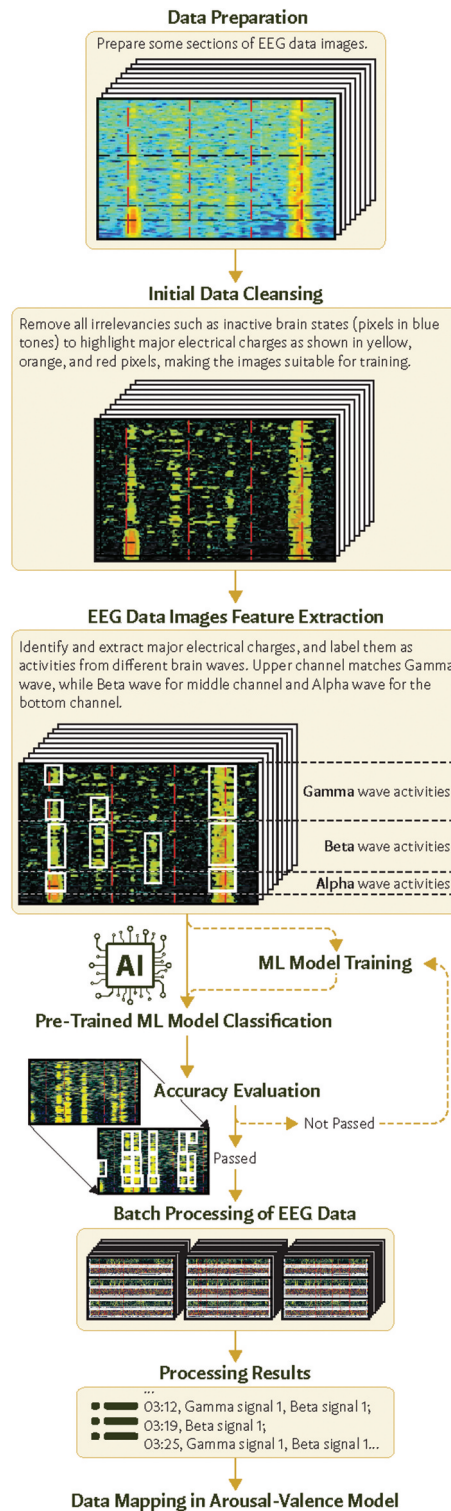 Data Preparation
Prepare some sections of EEG data images.
Initial Data Cleansing
Remove all irrelevancies such as inactive brain states (pixels in blue
tones) to highlight major electrical charges as shown in yellow,
orange, and red pixels, making the images suitable for training.
EEG Data Images Feature Extraction
Identify and extract major electrical charges, and label them as
activities from different brain waves. Upper channel matches Gamma
wave, while Beta wave for middle channel and Alpha wave for the
bottom channel.
Gamma wave activities
Beta wave activities
Alpha wave activities
AI
ML Model Training
Pre-Trained ML Model Classification
Accuracy Evaluation
Not Passed
Passed
Batch Processing of EEG Data
Processing Results
...
03:12, Gamma signal 1, Beta signal 1;
03:19, Beta signal 1;
03:25, Gamma signal 1, Beta signal 1...
Data Mapping in Arousal-Valence Model